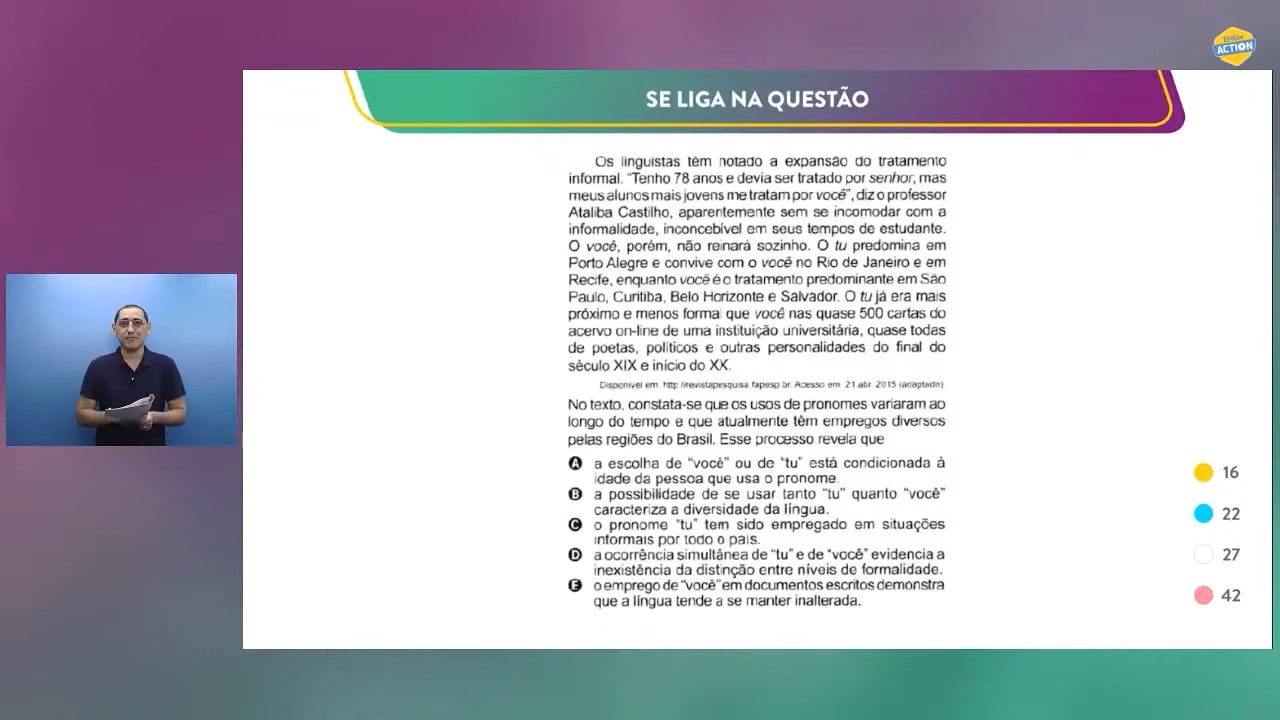 ENEM
ACTION
SE LIGA NA QUESTÃO
Os linguistas têm notado a expansão do tratamento
informal. “Tenho 78 anos e devia ser tratado por senhor, mas
meus alunos mais jovens me tratam por você”, diz o professor
Ataliba Castilho, aparentemente sem se incomodar com a
informalidade, inconcebível em seus tempos de estudante.
O você, porém, não reinará sozinho. O tu predomina em
Porto Alegre e convive com o você no Rio de Janeiro e em
Recife, enquanto você é o tratamento predominante em São
Paulo, Curitiba, Belo Horizonte e Salvador. O tu já era mais
próximo e menos formal que você nas quase 500 cartas do
acervo on-line de uma instituição universitária, quase todas
de poetas, políticos e outras personalidades do final do
século XIX e início do XX.
Disponível em: http://revistapesquisa.fapesp.br. Acesso em: 21 abr. 2015 (adaptado).
No texto, constata-se que os usos de pronomes variaram ao
longo do tempo e que atualmente têm empregos diversos
pelas regiões do Brasil. Esse processo revela que
A a escolha de “você” ou de “tu” está condicionada à
idade da pessoa que usa o pronome.
B a possibilidade de se usar tanto “tu” quanto “você”
caracteriza a diversidade da língua.
C o pronome “tu” tem sido empregado em situações
informais por todo o país.
D a ocorrência simultânea de “tu” e de “você” evidencia a
inexistência da distinção entre níveis de formalidade.
E o emprego de “você” em documentos escritos demonstra
que a língua tende a se manter inalterada.
16
22
27
42